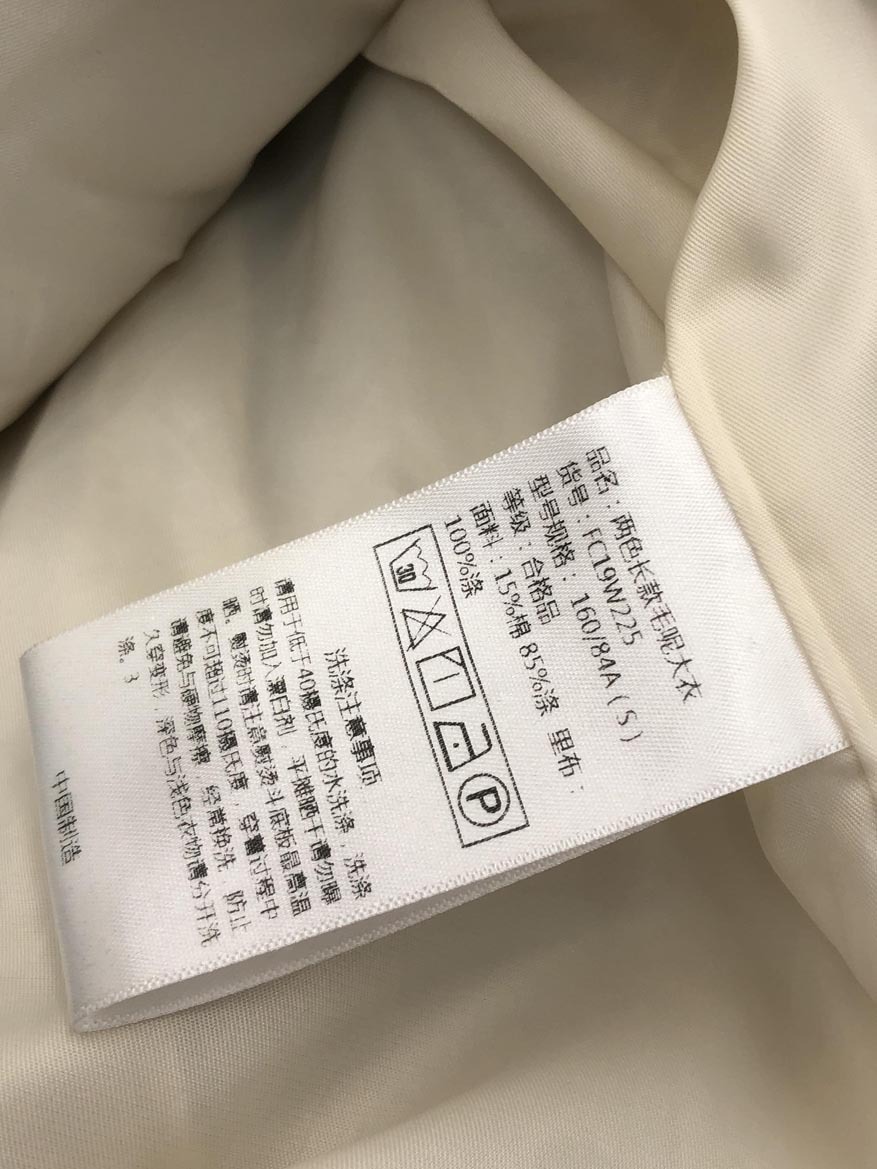 品名：两色长款毛呢大衣
货号：FC19W225
型号规格：160/84A(S)
等级：合格品
面料：15%棉 85%涤 里布：
100%涤
30
P
洗涤注意事项
请用于低于40摄氏度的水洗涤，洗涤
时请勿加入漂白剂，平摊晒干请勿曝
晒。熨烫时请注意熨烫斗底板最高温
度不可超过110摄氏度，穿着过程中
请避免与硬物摩擦，经常换洗 防止
久穿变形，深色与浅色衣物请分开洗
涤。3
中国制造